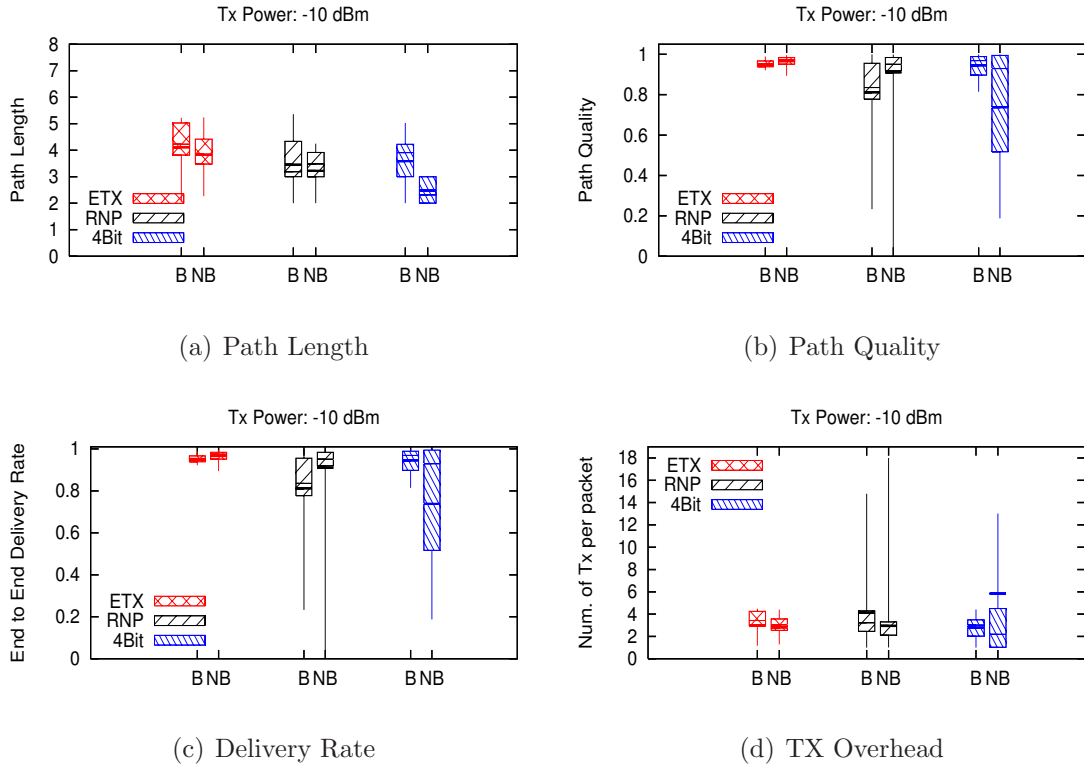 Tx Power: -10 dBm
Path Length
8
7
6
5
4
3
2
1
0
ETX
RNP
4Bit
B NB B NB B NB
(a) Path Length
Tx Power: -10 dBm
Path Quality
1
0.8
0.6
0.4
0.2
0
ETX
RNP
4Bit
B NB B NB B NB
(b) Path Quality
Tx Power: -10 dBm
End to End Delivery Rate
1
0.8
0.6
0.4
0.2
0
ETX
RNP
4Bit
B NB B NB B NB
(c) Delivery Rate
Tx Power: -10 dBm
Num. of Tx per packet
18
16
14
12
10
8
6
4
2
0
ETX
RNP
4Bit
B NB B NB B NB
(d) TX Overhead